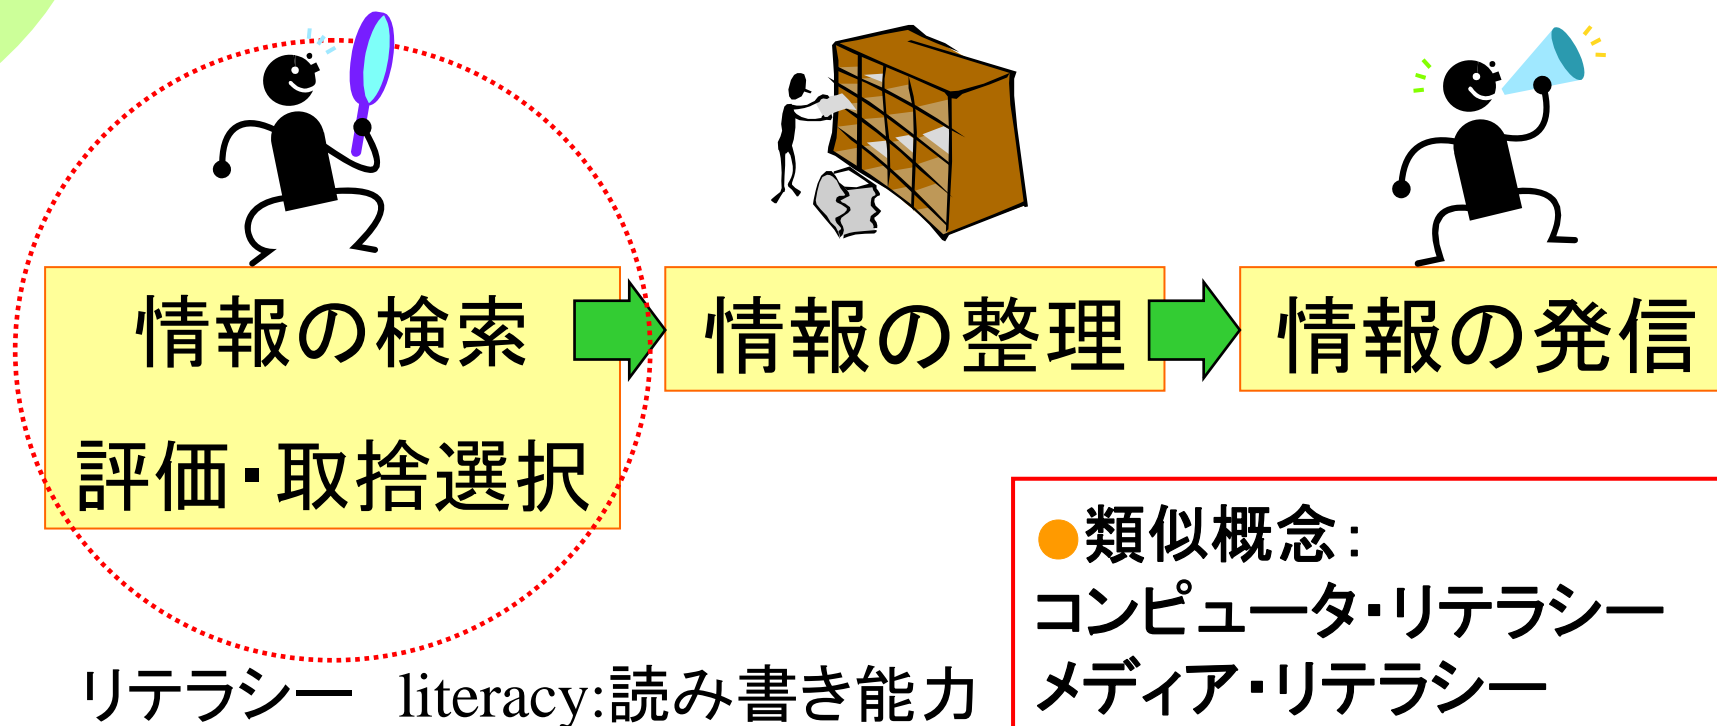 情報の検索
評価・取捨選択
情報の整理
情報の発信
●類似概念:
コンピュータ・リテラシー
メディア・リテラシー
リテラシー literacy:読み書き能力